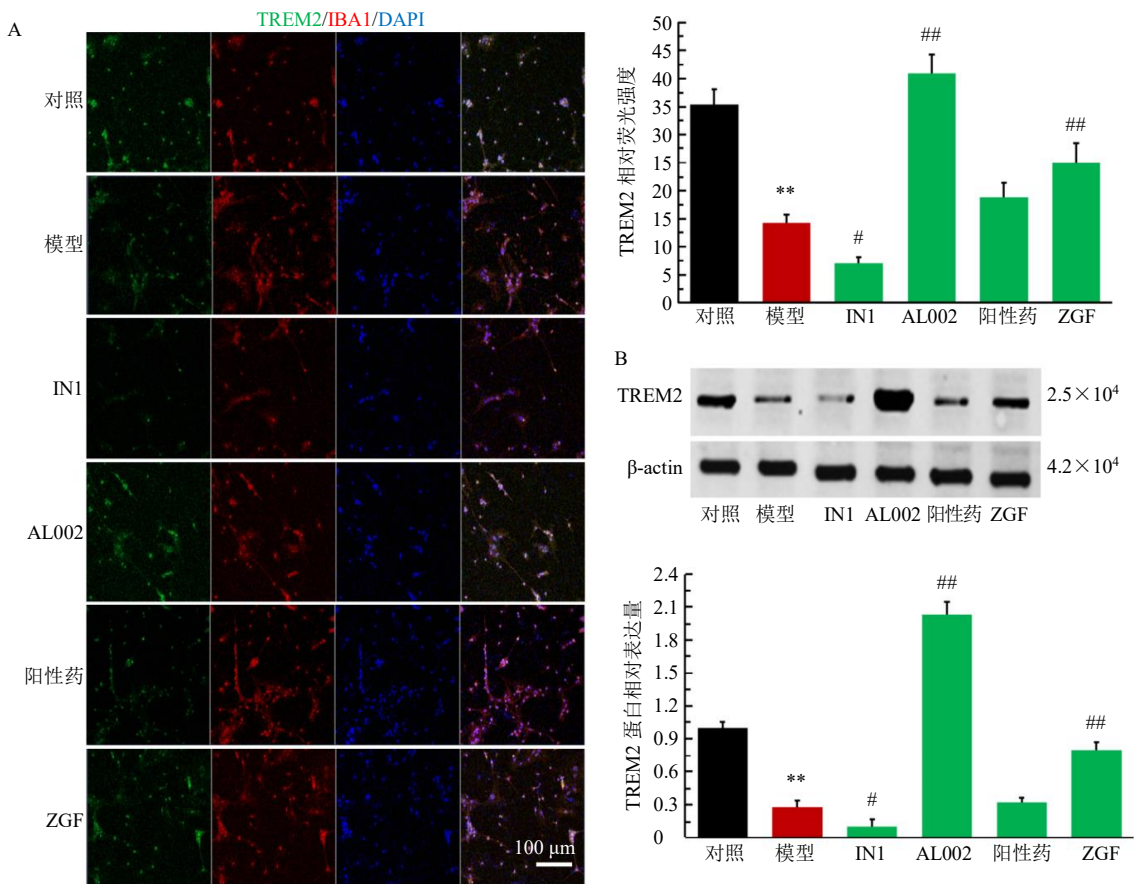 A
TREM2/IBA1/DAPI
对照
模型
IN1
AL002
阳性药
ZGF
100 μm
TREM2 相对荧光强度
50
45
40
35
30
25
20
15
10
5
0
**
#
##
##
对照 模型 IN1 AL002 阳性药 ZGF
B
TREM2 2.5×10⁴
β-actin 4.2×10⁴
对照 模型 IN1 AL002 阳性药 ZGF
TREM2 蛋白相对表达量
2.4
2.1
1.8
1.5
1.2
0.9
0.6
0.3
0
**
#
##
##
对照 模型 IN1 AL002 阳性药 ZGF